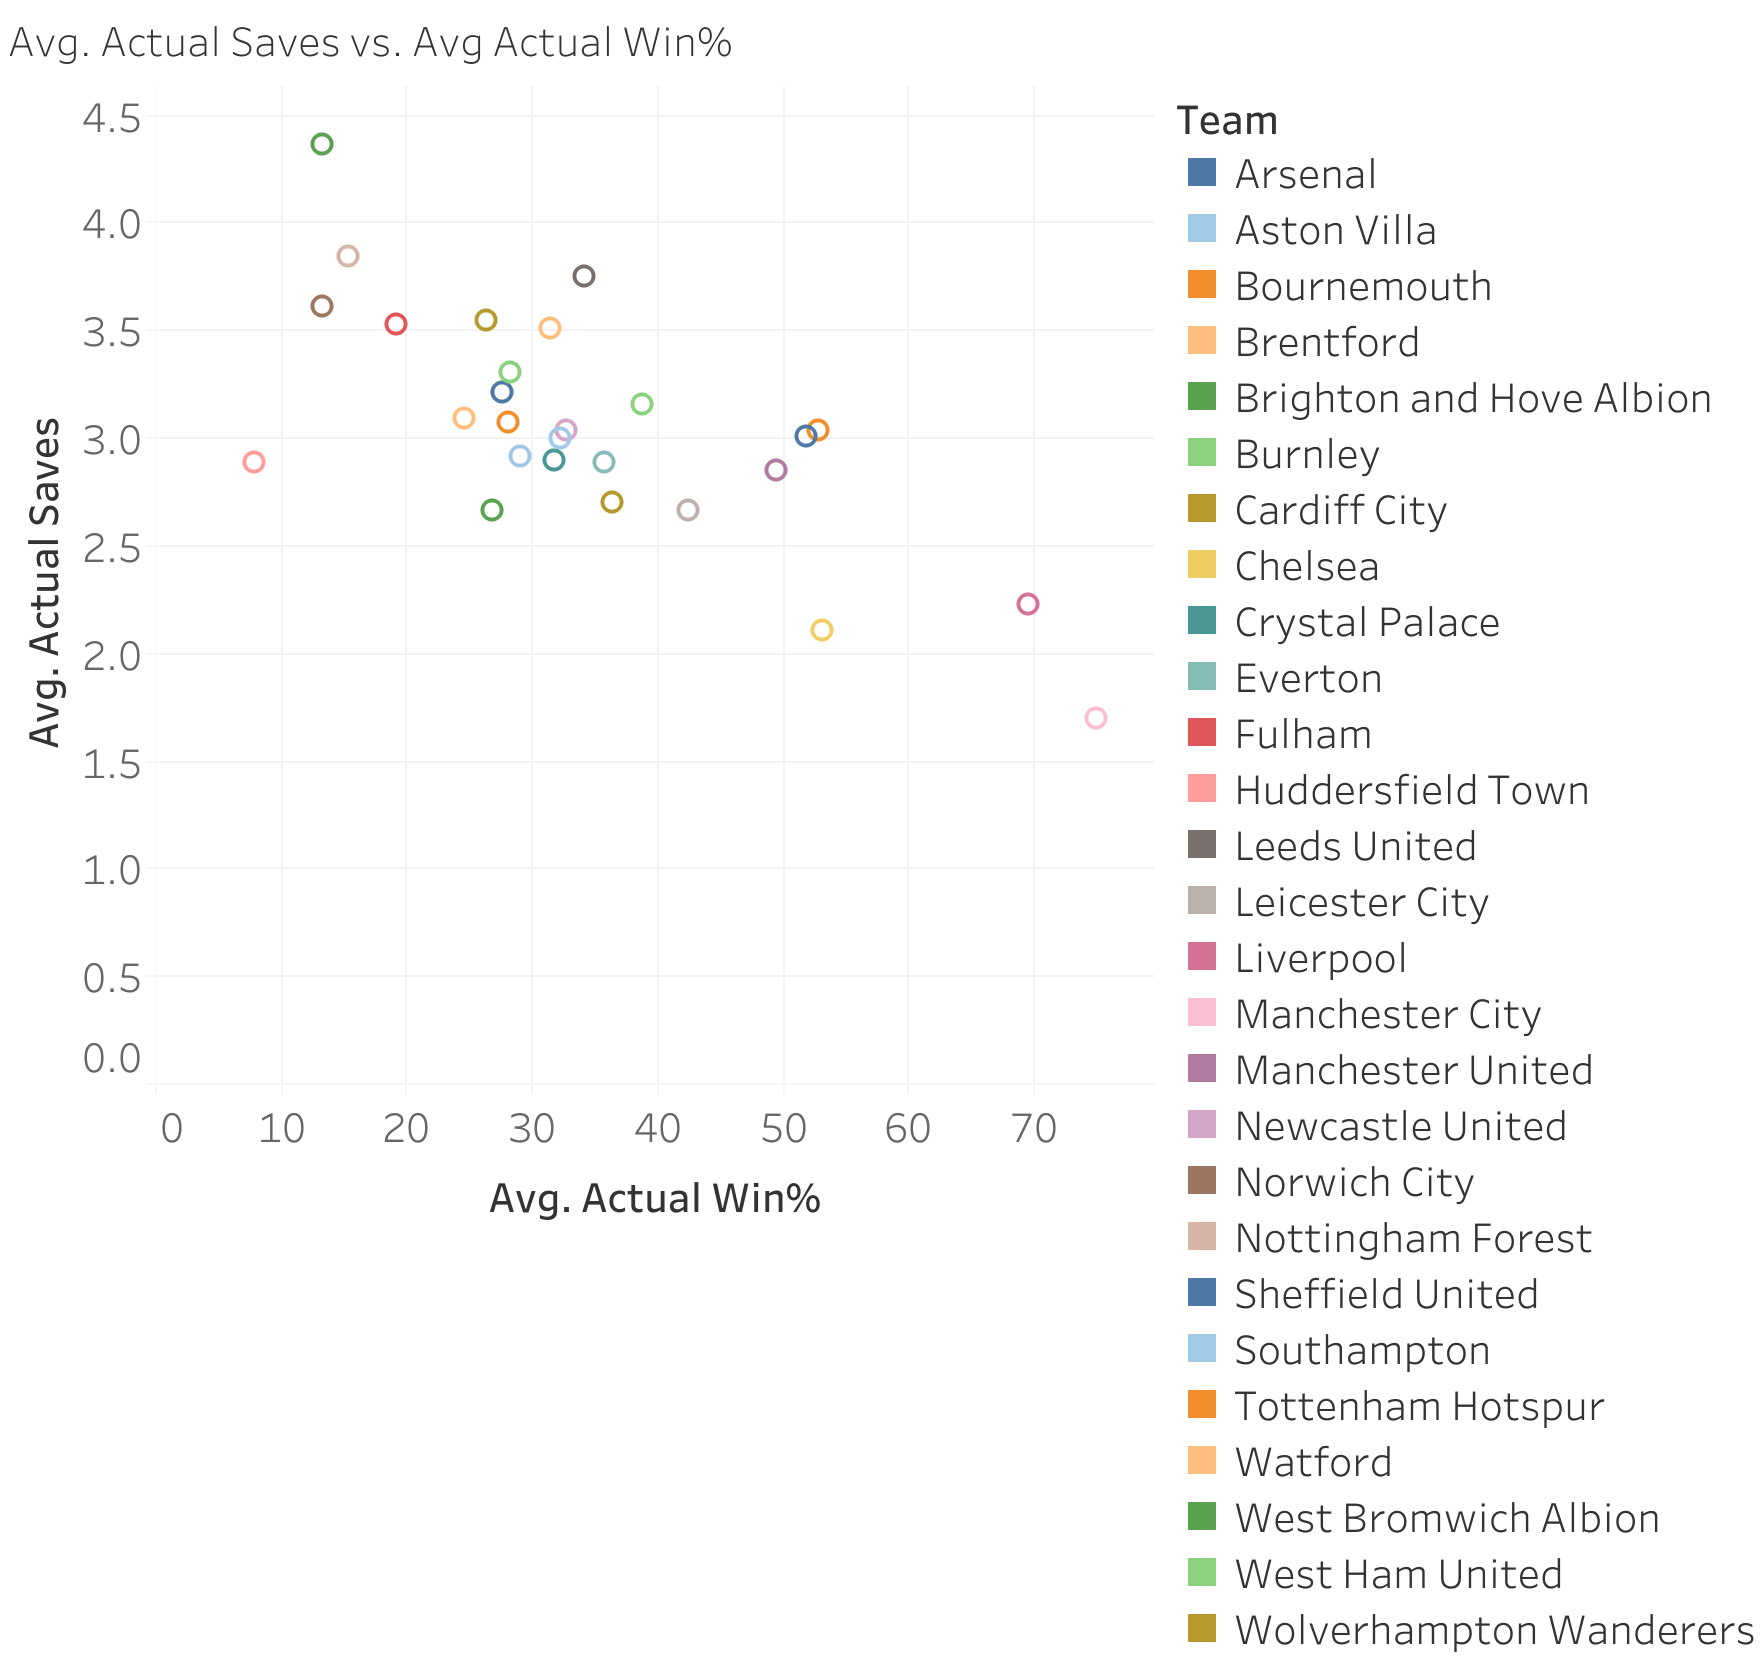 Avg. Actual Saves vs. Avg Actual Win%
4.5
4.0
3.5
3.0
2.5
2.0
1.5
1.0
0.5
0.0
Avg. Actual Saves
0 10 20 30 40 50 60 70
Avg. Actual Win%
Team
Arsenal
Aston Villa
Bournemouth
Brentford
Brighton and Hove Albion
Burnley
Cardiff City
Chelsea
Crystal Palace
Everton
Fulham
Huddersfield Town
Leeds United
Leicester City
Liverpool
Manchester City
Manchester United
Newcastle United
Norwich City
Nottingham Forest
Sheffield United
Southampton
Tottenham Hotspur
Watford
West Bromwich Albion
West Ham United
Wolverhampton Wanderers